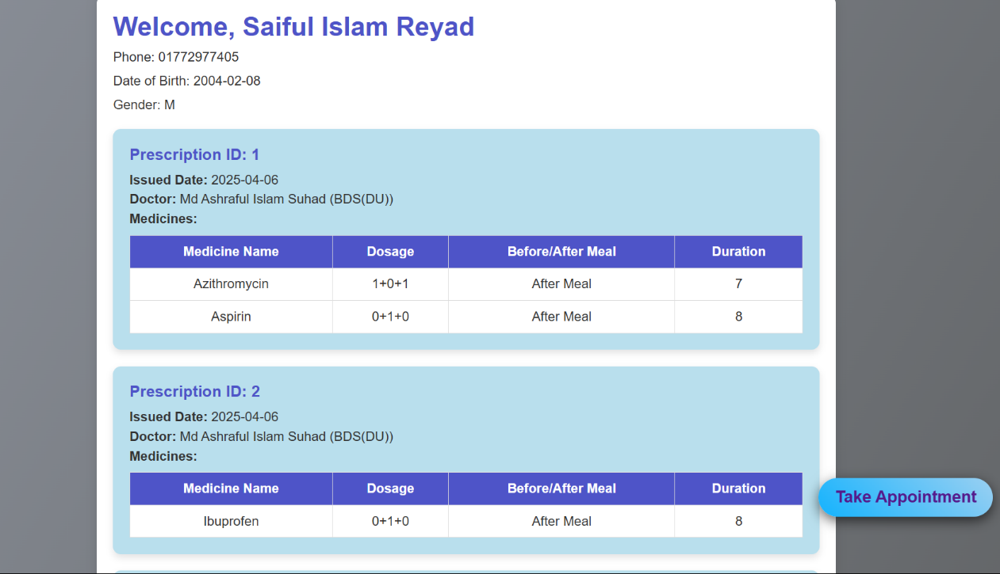 Welcome, Saiful Islam Reyad
Phone: 01772977405
Date of Birth: 2004-02-08
Gender: M
Prescription ID: 1
Issued Date: 2025-04-06
Doctor: Md Ashraful Islam Suhad (BDS(DU))
Medicines:
Medicine Name Dosage Before/After Meal Duration
Azithromycin 1+0+1 After Meal 7
Aspirin 0+1+0 After Meal 8
Prescription ID: 2
Issued Date: 2025-04-06
Doctor: Md Ashraful Islam Suhad (BDS(DU))
Medicines:
Medicine Name Dosage Before/After Meal Duration
Ibuprofen 0+1+0 After Meal 8
Take Appointment